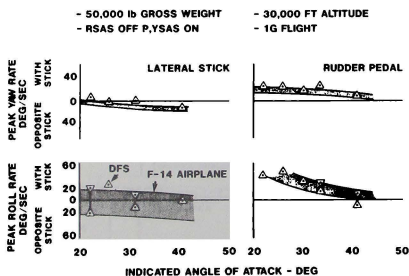 - 50,000 lb GROSS WEIGHT - 30,000 FT ALTITUDE
- RSAS OFF P,YSAS ON - 1G FLIGHT
PEAK YAW RATE DEG/SEC
OPPOSITE STICK WITH STICK
40
0
40
LATERAL STICK
RUDDER PEDAL
PEAK ROLL RATE DEG/SEC
OPPOSITE STICK WITH STICK
60
40
20
0
20
40
60
DFS
F-14 AIRPLANE
20 30 40 50 20 30 40 50
INDICATED ANGLE OF ATTACK - DEG